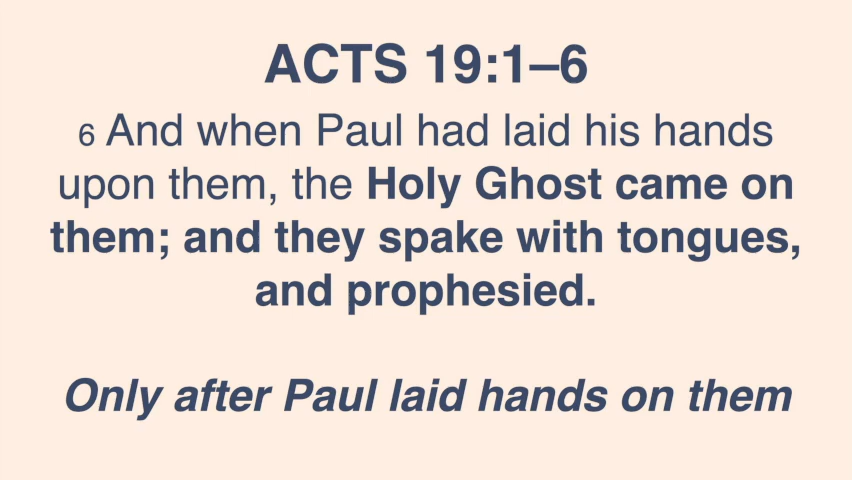 ACTS 19:1–6
6 And when Paul had laid his hands
upon them, the Holy Ghost came on
them; and they spake with tongues,
and prophesied.
Only after Paul laid hands on them